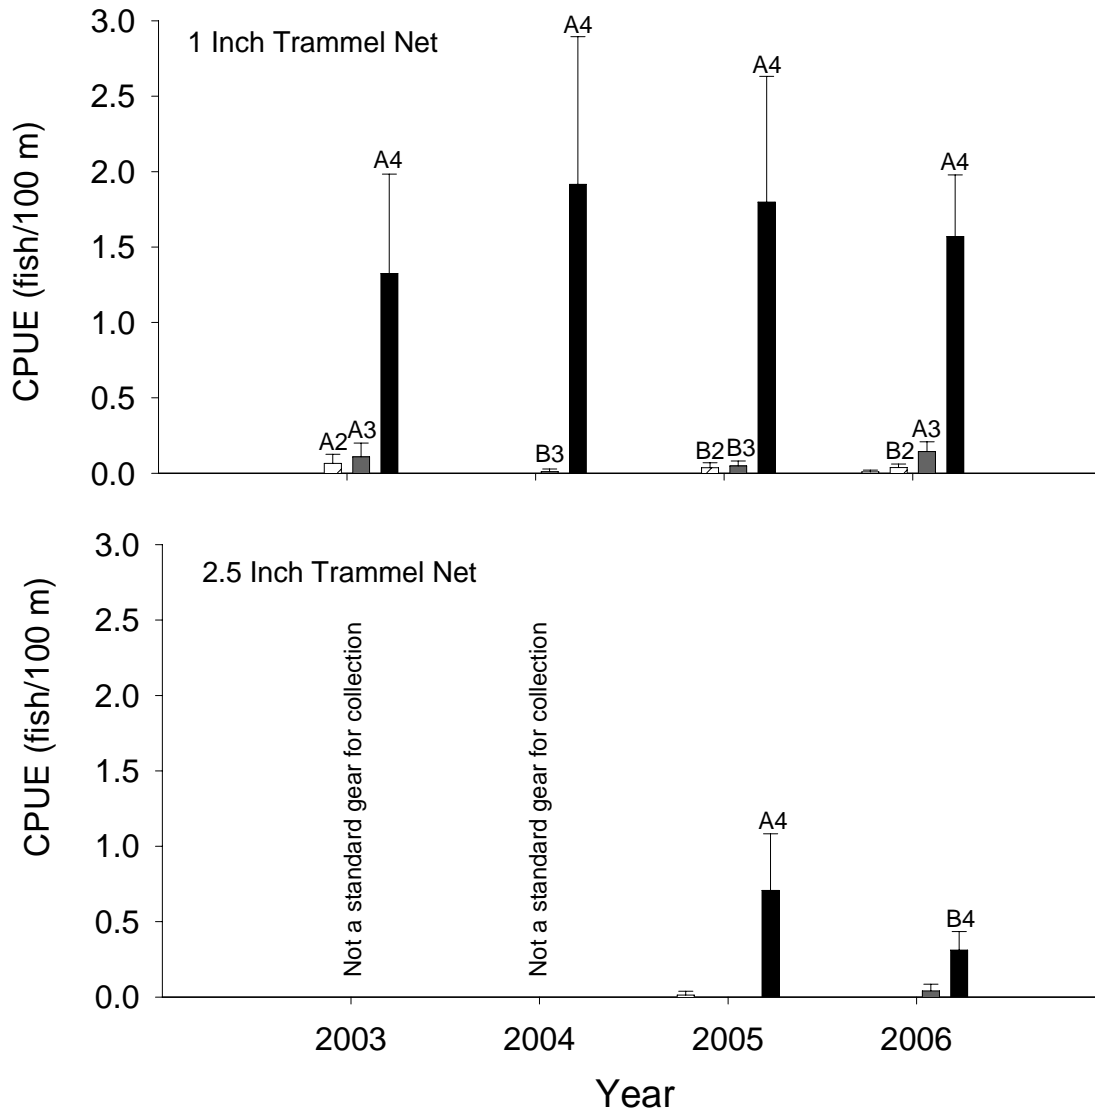 1 Inch Trammel Net
CPUE (fish/100 m)
3.0
2.5
2.0
1.5
1.0
0.5
0.0
A2
A3
A4
B3
A4
B2
B3
A4
B2
A3
A4
2.5 Inch Trammel Net
CPUE (fish/100 m)
3.0
2.5
2.0
1.5
1.0
0.5
0.0
Not a standard gear for collection
Not a standard gear for collection
A4
B4
2003
2004
2005
2006
Year